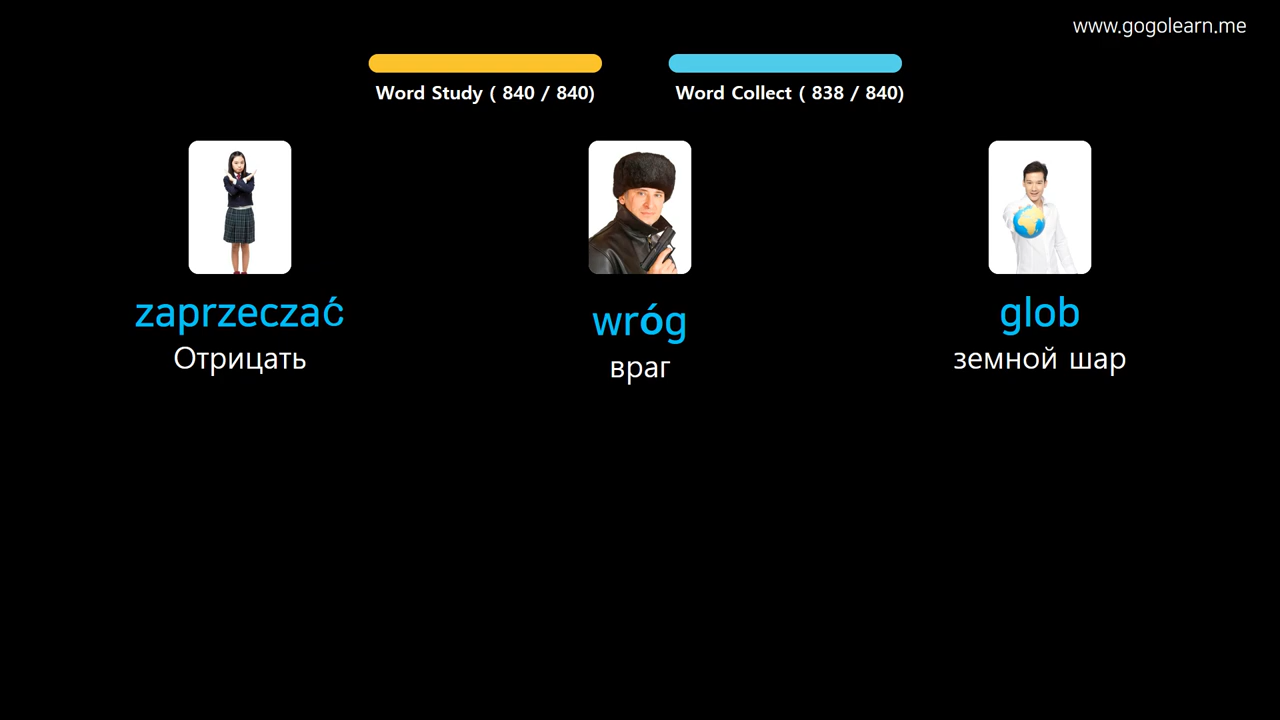 www.gogolearn.me
Word Study ( 840 / 840)
Word Collect ( 838 / 840)
zaprzeczać
Отрицать
wróg
враг
glob
земной шар